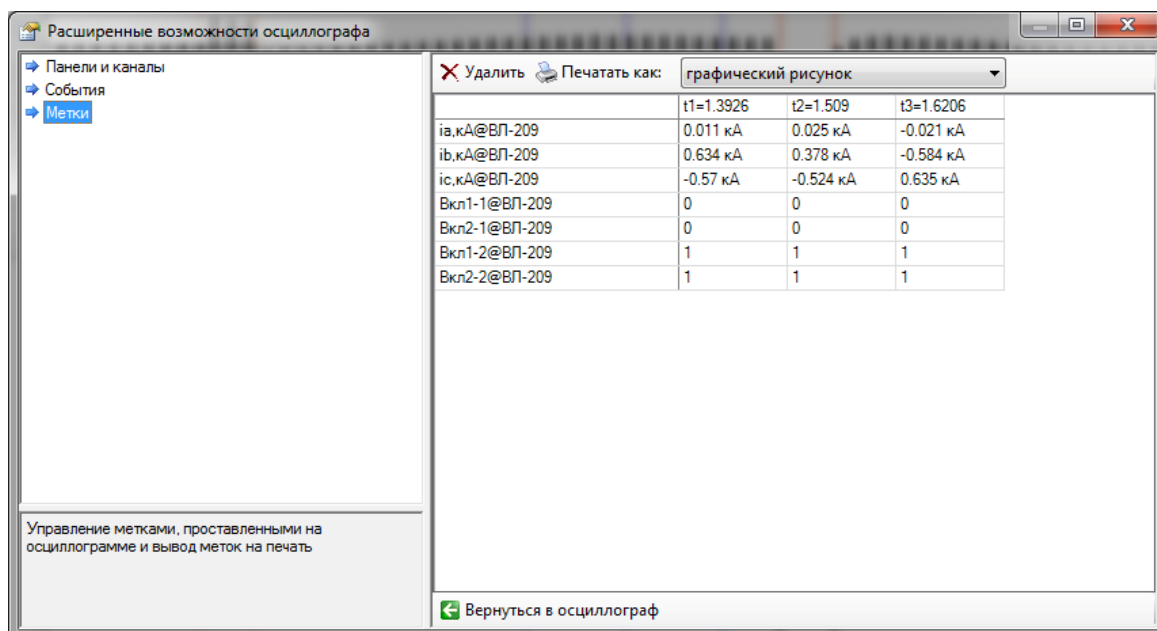 Расширенные возможности осциллографа
Панели и каналы
События
Метки
Управление метками, проставленными на
осциллограмме и вывод меток на печать
Удалить Печатать как: графический рисунок
t1=1.3926 t2=1.509 t3=1.6206
ia,кА@ВЛ-209 0.011 кА 0.025 кА -0.021 кА
ib,кА@ВЛ-209 0.634 кА 0.378 кА -0.584 кА
ic,кА@ВЛ-209 -0.57 кА -0.524 кА 0.635 кА
Вкл1-1@ВЛ-209 0 0 0
Вкл2-1@ВЛ-209 0 0 0
Вкл1-2@ВЛ-209 1 1 1
Вкл2-2@ВЛ-209 1 1 1
Вернуться в осциллограф